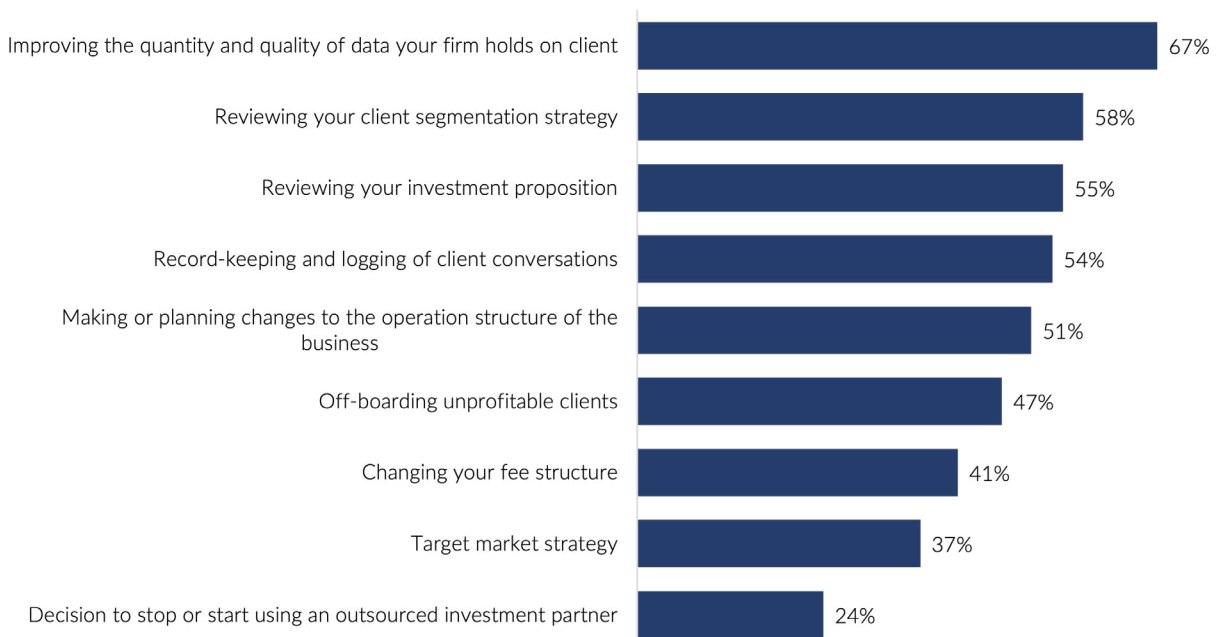 Improving the quantity and quality of data your firm holds on client
67%
Reviewing your client segmentation strategy
58%
Reviewing your investment proposition
55%
Record-keeping and logging of client conversations
54%
Making or planning changes to the operation structure of the
business
51%
Off-boarding unprofitable clients
47%
Changing your fee structure
41%
Target market strategy
37%
Decision to stop or start using an outsourced investment partner
24%